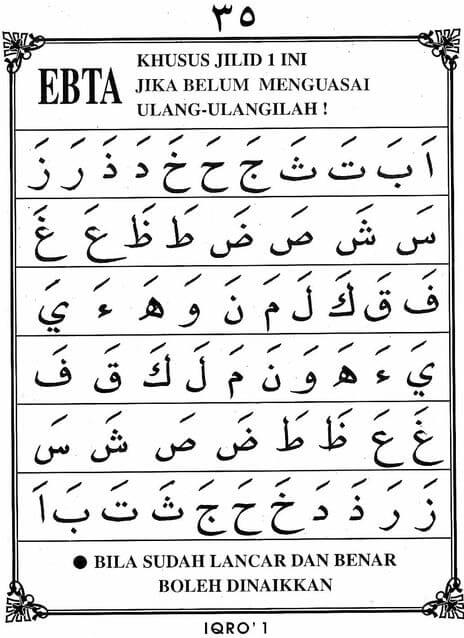 ٣٥
EBTA
KHUSUS JILID 1 INI
JIKA BELUM MENGUASAI
ULANG-ULANGILAH !
اَ بَ تَ ثَ جَ حَ خَ دَ ذَ رَ زَ
سَ شَ صَ ضَ طَ ظَ عَ غَ
فَ قَ كَ لَ مَ نَ وَ هَ ءَ يَ
يَ ءَ هَ وَ نَ مَ لَ كَ قَ فَ
غَ عَ ظَ طَ ضَ صَ شَ سَ
زَ رَ ذَ دَ خَ حَ جَ ثَ تَ بَ اَ
● BILA SUDAH LANCAR DAN BENAR
BOLEH DINAIKKAN
IQRO' 1